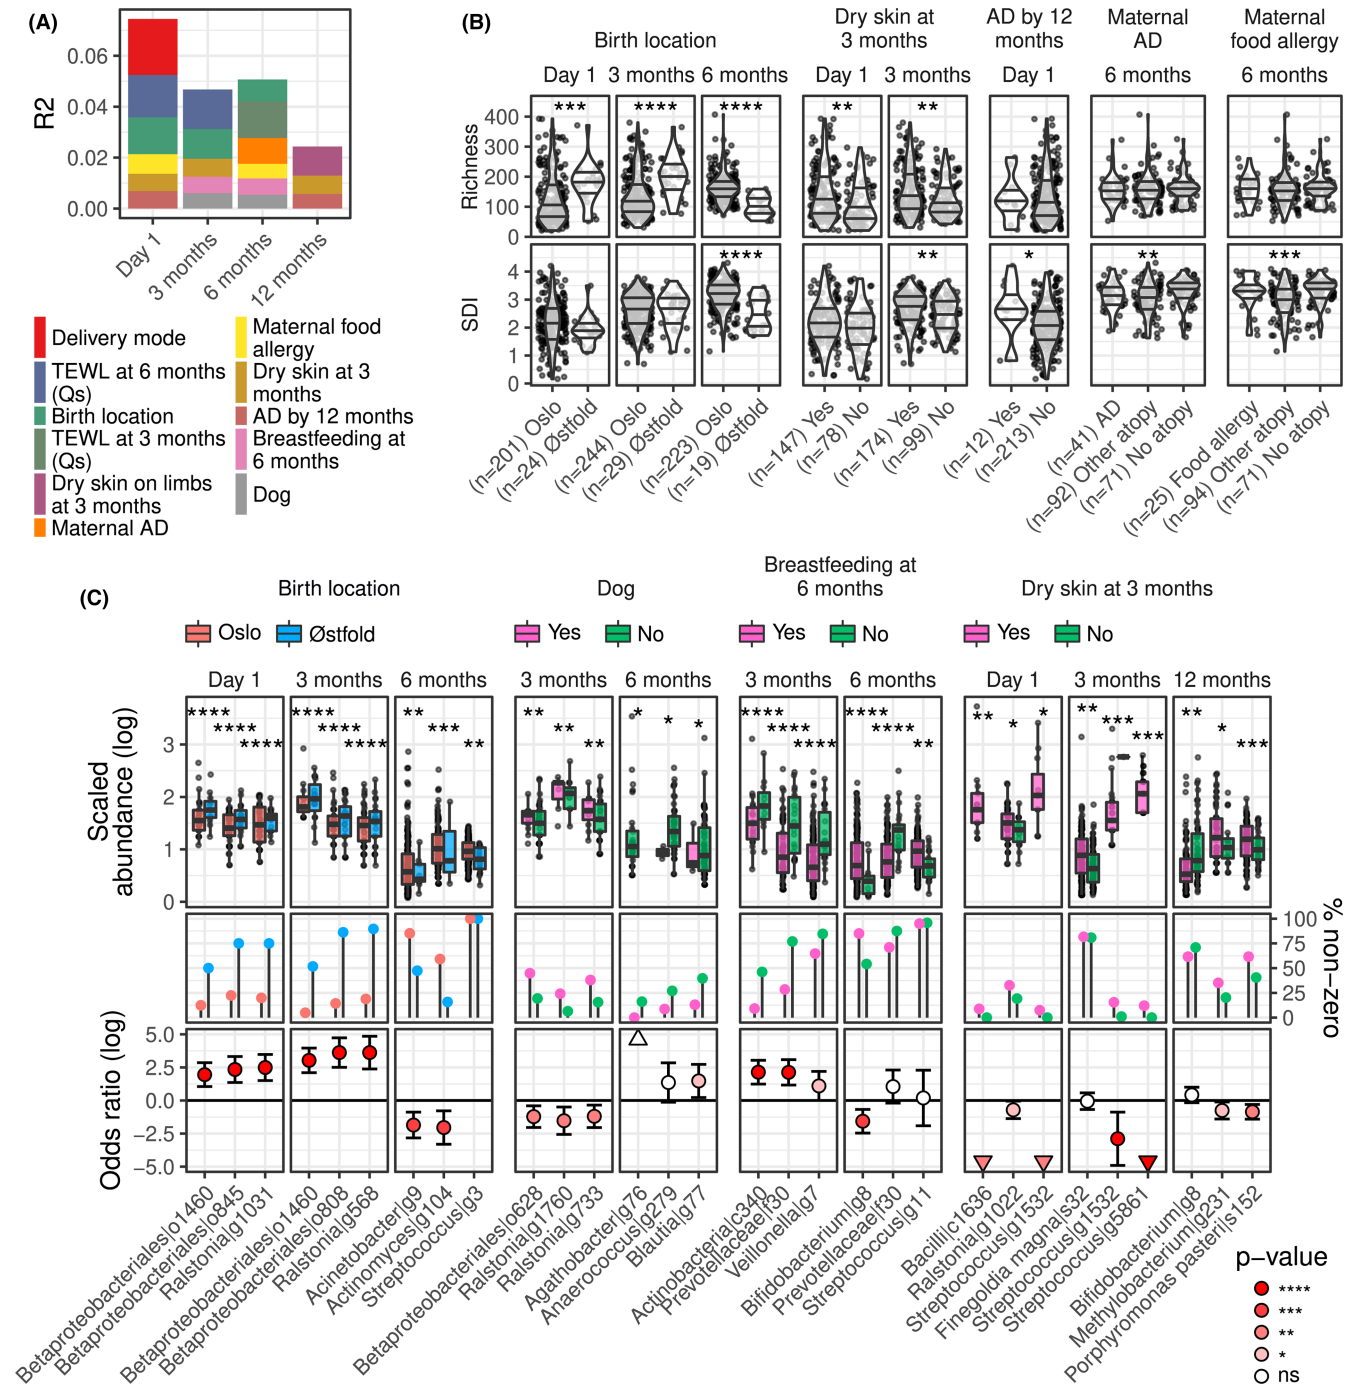 (A)
R2
0.06
0.04
0.02
0.00
Day 1
3 months
6 months
12 months
Delivery mode
TEWL at 6 months
(Qs)
Birth location
TEWL at 3 months
(Qs)
Dry skin on limbs
at 3 months
Maternal AD
Maternal food
allergy
Dry skin at 3
months
AD by 12 months
Breastfeeding at
6 months
Dog
(B)
Birth location
Dry skin at
3 months
AD by 12
months
Maternal
AD
Maternal
food allergy
Day 1 3 months 6 months
Day 1 3 months
Day 1
6 months
6 months
Richness
400
300
200
100
0
*** **** ****
** **
SDI
4
3
2
1
0
****
**
*
**
***
(n=201) Oslo
(n=24) Østfold
(n=244) Oslo
(n=29) Østfold
(n=223) Oslo
(n=19) Østfold
(n=147) Yes
(n=78) No
(n=174) Yes
(n=99) No
(n=12) Yes
(n=213) No
(n=41) AD
(n=92) Other atopy
(n=71) No atopy
(n=25) Food allergy
(n=94) Other atopy
(n=71) No atopy
(C)
Birth location
Oslo Østfold
Dog
Yes No
Breastfeeding at
6 months
Yes No
Dry skin at 3 months
Yes No
Day 1 3 months 6 months
3 months 6 months
3 months 6 months
Day 1 3 months 12 months
Scaled
abundance (log)
3
2
1
0
**** **** ****
**** **** ****
** *** **
** ** **
* * *
**** **** ****
**** **** **
** * *
** *** ***
** * ***
% non−zero
100
75
50
25
0
Odds ratio (log)
5.0
2.5
0.0
−2.5
−5.0
Betaproteobacteriales|o1460
Betaproteobacteriales|o845
Ralstonia|g1031
Betaproteobacteriales|o1460
Betaproteobacteriales|o808
Ralstonia|g568
Acinetobacter|g9
Actinomyces|g104
Streptococcus|g3
Betaproteobacteriales|o628
Ralstonia|g1760
Ralstonia|g733
Agathobacter|g76
Anaerococcus|g279
Blautia|g77
Actinobacteria|c340
Prevotellaceae|f30
Veillonella|g7
Bifidobacterium|g8
Prevotellaceae|f30
Streptococcus|g11
Bacilli|c1636
Ralstonia|g1022
Streptococcus|g1532
Finegoldia magna|s32
Streptococcus|g1532
Streptococcus|g5861
Bifidobacterium|g8
Methylobacterium|g231
Porphyromonas pasteri|s152
p−value
****
***
**
*
ns